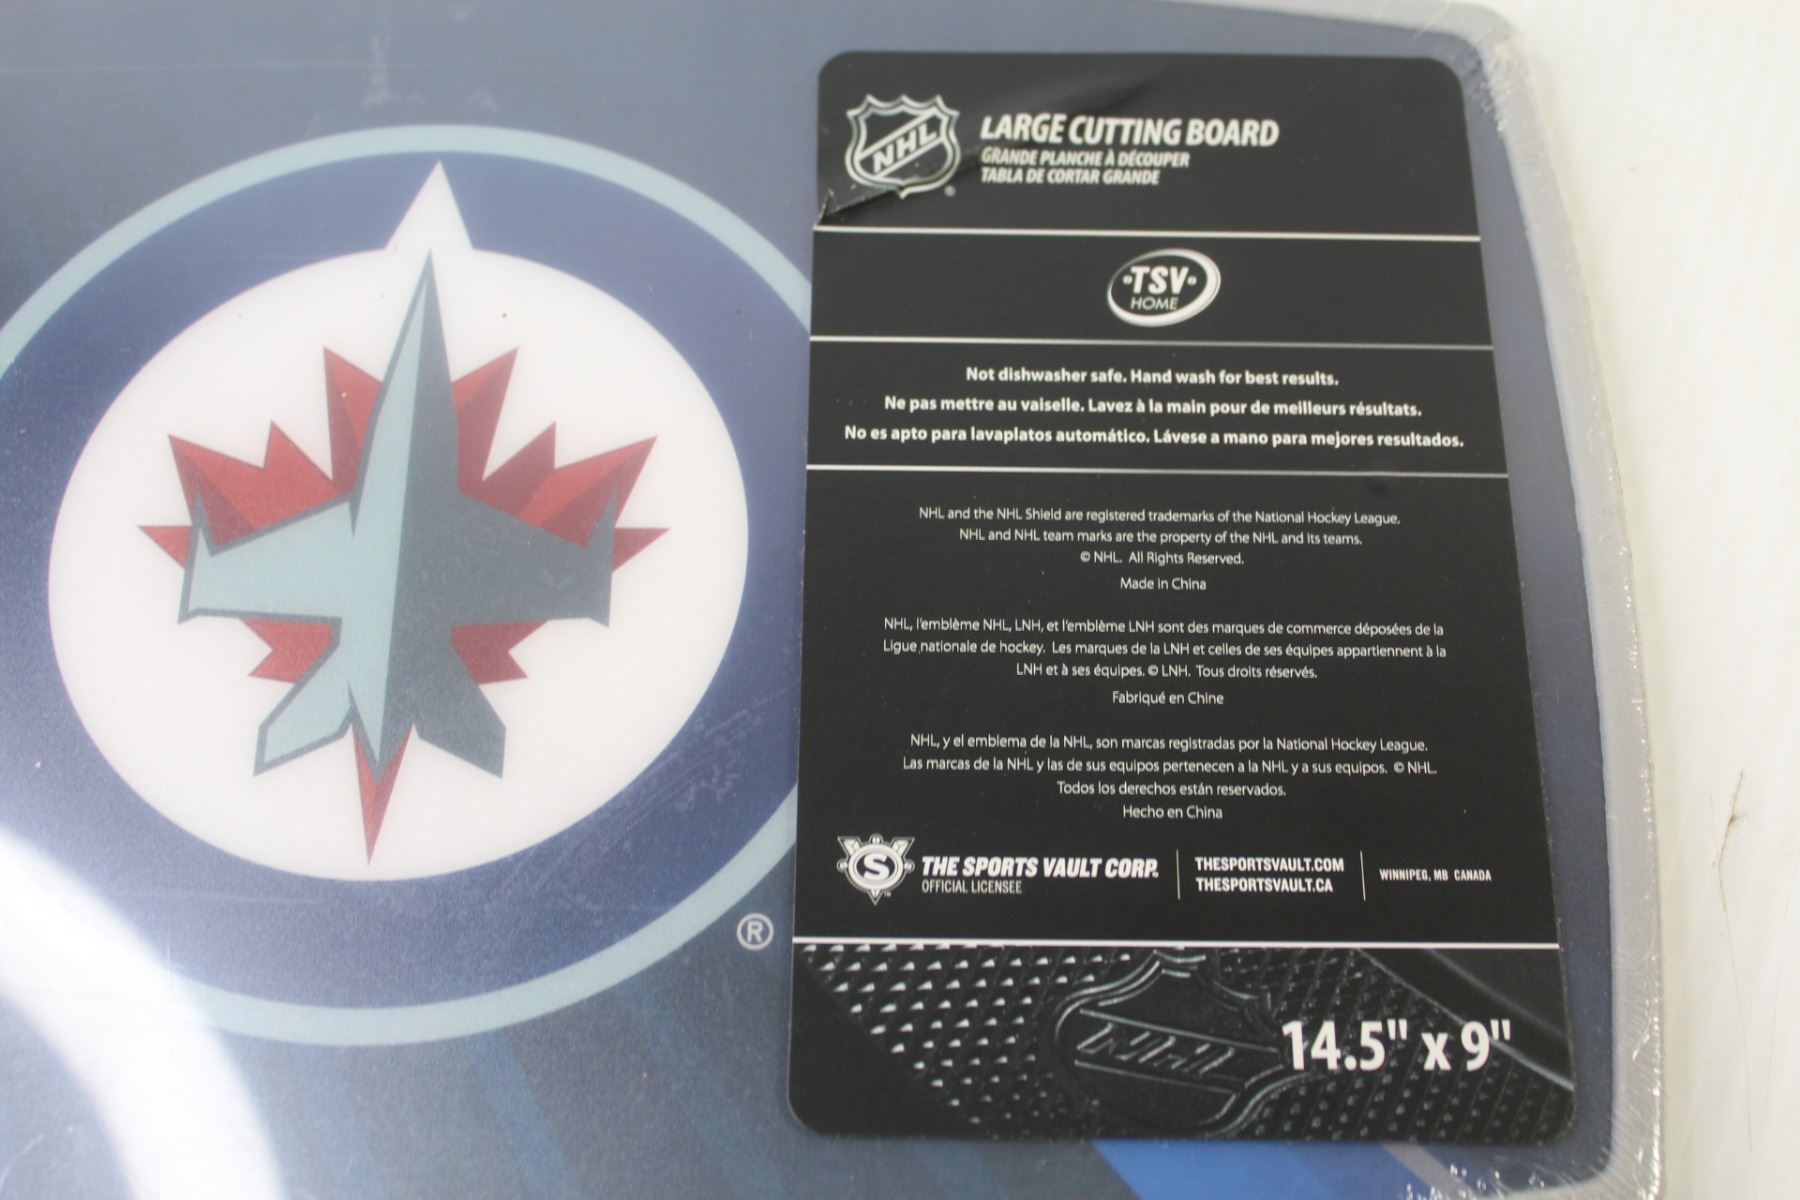 NHL
LARGE CUTTING BOARD
GRANDE PLANCHE À DÉCOUPER
TABLA DE CORTAR GRANDE
®
TSV
HOME
Not dishwasher safe. Hand wash for best results.
Ne pas mettre au vaiselle. Lavez à la main pour de meilleurs résultats.
No es apto para lavaplatos automático. Lávese a mano para mejores resultados.
NHL and the NHL Shield are registered trademarks of the National Hockey League.
NHL and NHL team marks are the property of the NHL and its teams.
© NHL. All Rights Reserved.
Made in China
NHL, l'emblème NHL, LNH, et l'emblème LNH sont des marques de commerce déposées de la
Ligue nationale de hockey. Les marques de la LNH et celles de ses équipes appartiennent à la
LNH et à ses équipes. © LNH. Tous droits réservés.
Fabriqué en Chine
NHL, y el emblema de la NHL, son marcas registradas por la National Hockey League.
Las marcas de la NHL y las de sus equipos pertenecen a la NHL y a sus equipos. © NHL.
Todos los derechos están reservados.
Hecho en China
S THE SPORTS VAULT CORP.
OFFICIAL LICENSEE
THESPORTSVAULT.COM
THESPORTSVAULT.CA
WINNIPEG, MB CANADA
®
NHL
14.5" x 9"